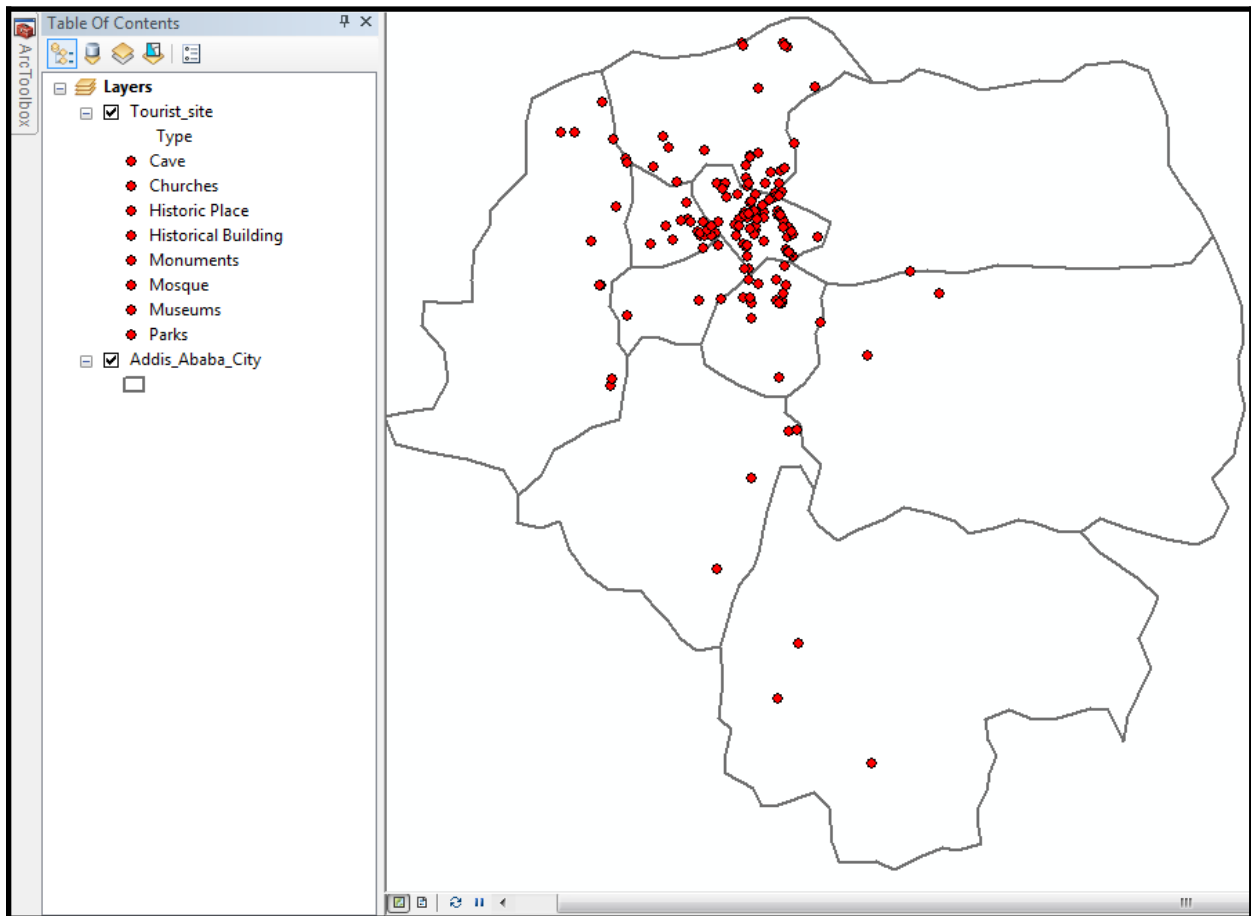 Table Of Contents
ArcToolbox
Layers
Tourist_site
Type
Cave
Churches
Historic Place
Historical Building
Monuments
Mosque
Museums
Parks
Addis_Ababa_City